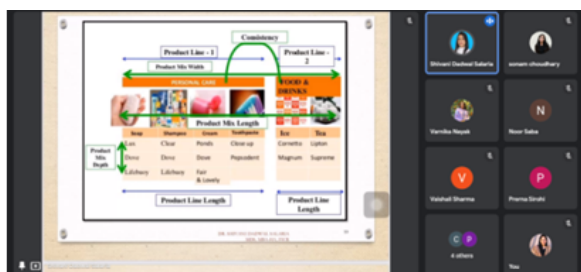 Consistency
Product Line - 1
Product Line - 2
Product Mix Width
PERSONAL CARE
FOOD & DRINKS
Product Mix Length
Soap Shampoo Cream Toothpaste Ice Tea
Lux Clear Ponds Close up Cornetto Lipton
Dove Dove Dove Pepsodent Magnum Supreme
Lifebuoy Lifebuoy Fair & Lovely
Product Mix Depth
Product Line Length
Product Line Length
Shivani Dadwal Salaria
sonam choudhary
Varnika Nayak
N
Noor Saba
V
Vaishali Sharma
P
Prerna Sirohi
C P
4 others
You